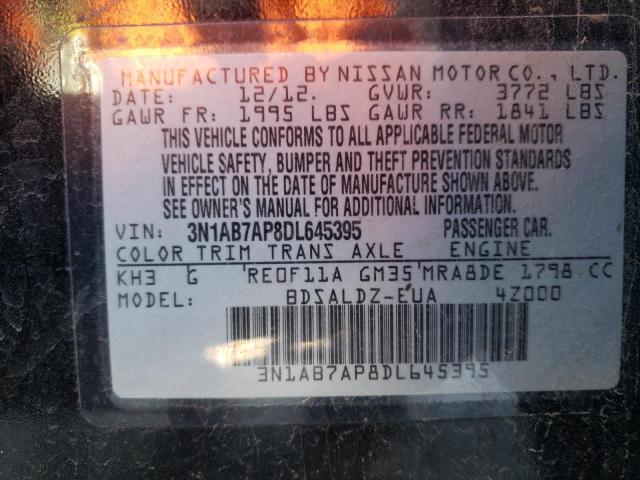 MANUFACTURED BY NISSAN MOTOR CO., LTD.
DATE: 12/12. GVWR: 3772 LBS
GAWR FR: 1995 LBS GAWR RR: 1841 LBS
THIS VEHICLE CONFORMS TO ALL APPLICABLE FEDERAL MOTOR
VEHICLE SAFETY, BUMPER AND THEFT PREVENTION STANDARDS
IN EFFECT ON THE DATE OF MANUFACTURE SHOWN ABOVE.
SEE OWNER'S MANUAL FOR ADDITIONAL INFORMATION.
VIN: 3N1AB7AP8DL645395 PASSENGER CAR.
COLOR TRIM TRANS AXLE ENGINE
KH3 G RE0F11A GM35 MRA8DE 1798 CC
MODEL: BDSALDZ-EUA 4Z000
3N1AB7AP8DL645395